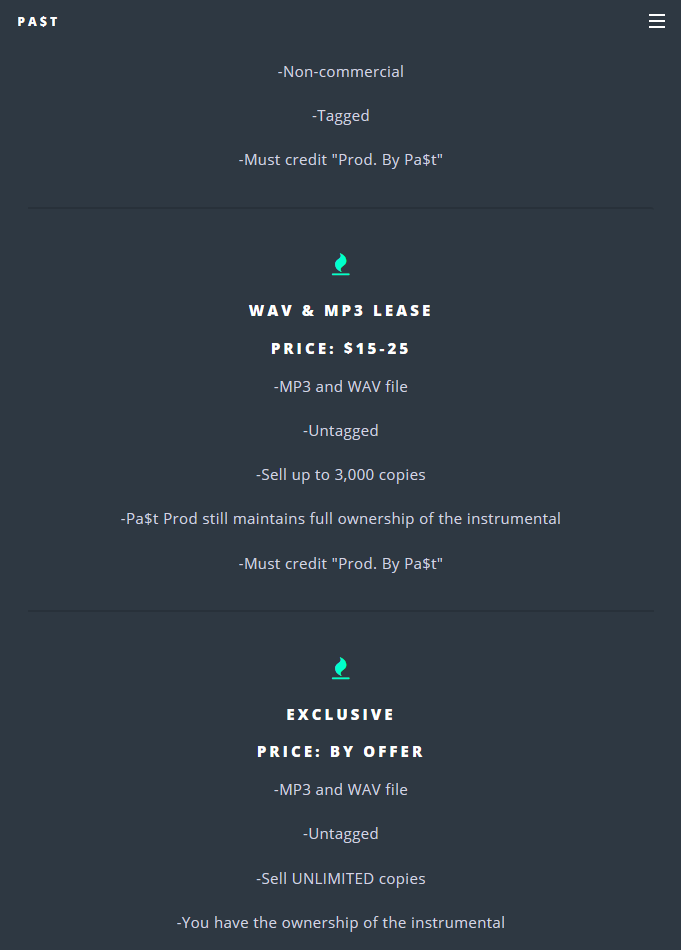 PA$T
-Non-commercial
-Tagged
-Must credit "Prod. By Pa$t"
WAV & MP3 LEASE
PRICE: $15-25
-MP3 and WAV file
-Untagged
-Sell up to 3,000 copies
-Pa$t Prod still maintains full ownership of the instrumental
-Must credit "Prod. By Pa$t"
EXCLUSIVE
PRICE: BY OFFER
-MP3 and WAV file
-Untagged
-Sell UNLIMITED copies
-You have the ownership of the instrumental